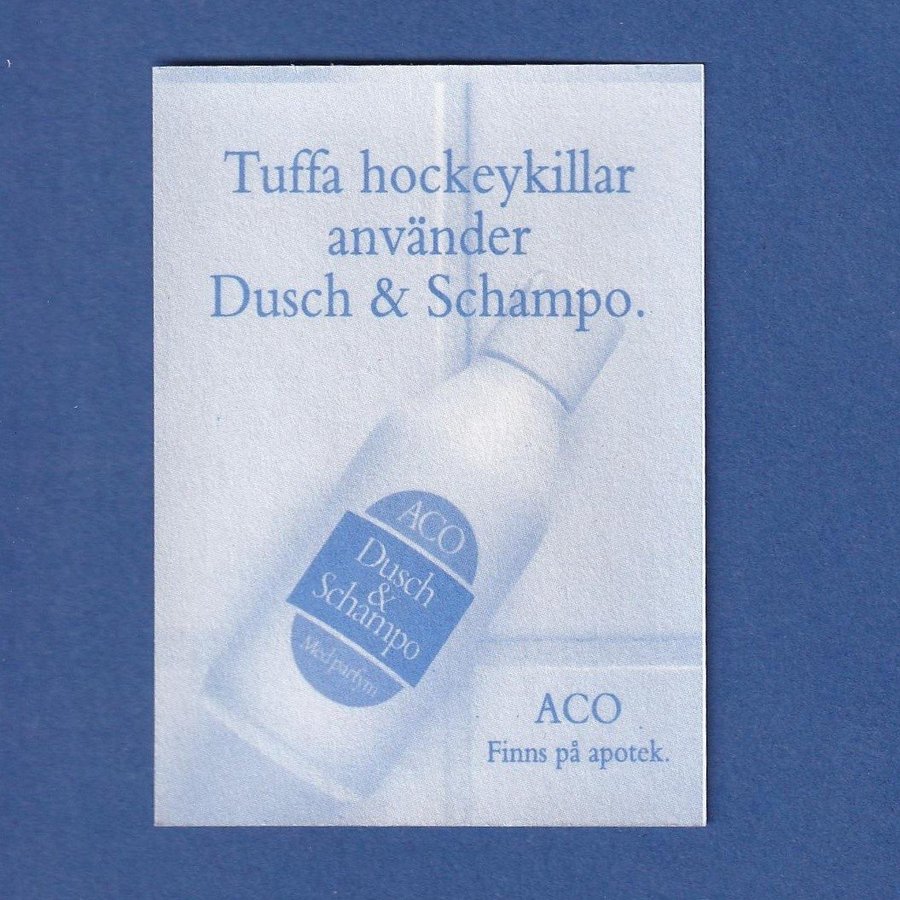 Tuffa hockeykillar
använder
Dusch & Schampo.
ACO
Dusch
&
Schampo
Med parfym
ACO
Finns på apotek.